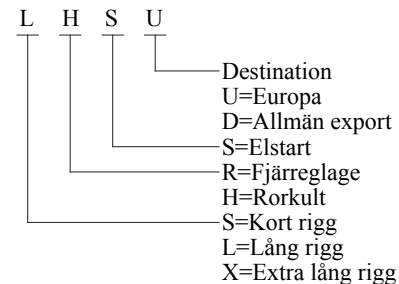 L H S U
Destination
U=Europa
D=Allmän export
S=Elstart
R=Fjärreglage
H=Rorkult
S=Kort rigg
L=Lång rigg
X=Extra lång rigg